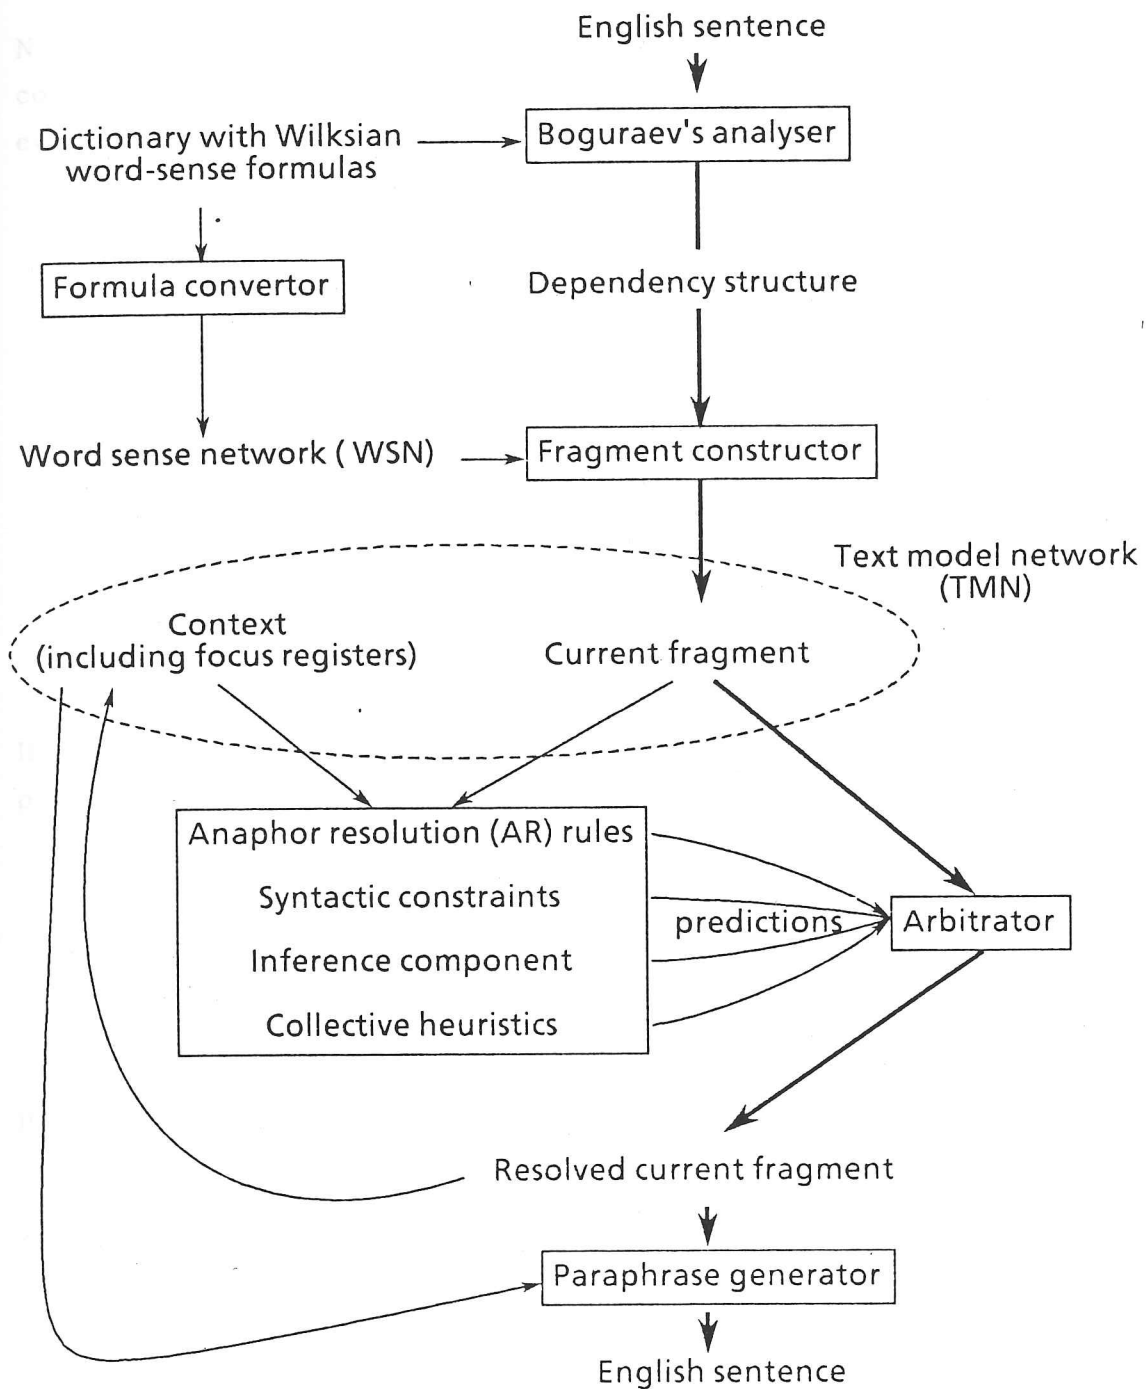 English sentence
Dictionary with Wilksian
word-sense formulas
Boguraev's analyser
Formula convertor
Dependency structure
Word sense network ( WSN)
Fragment constructor
Text model network
(TMN)
Context
(including focus registers)
Current fragment
Anaphor resolution (AR) rules
Syntactic constraints
predictions
Arbitrator
Inference component
Collective heuristics
Resolved current fragment
Paraphrase generator
English sentence